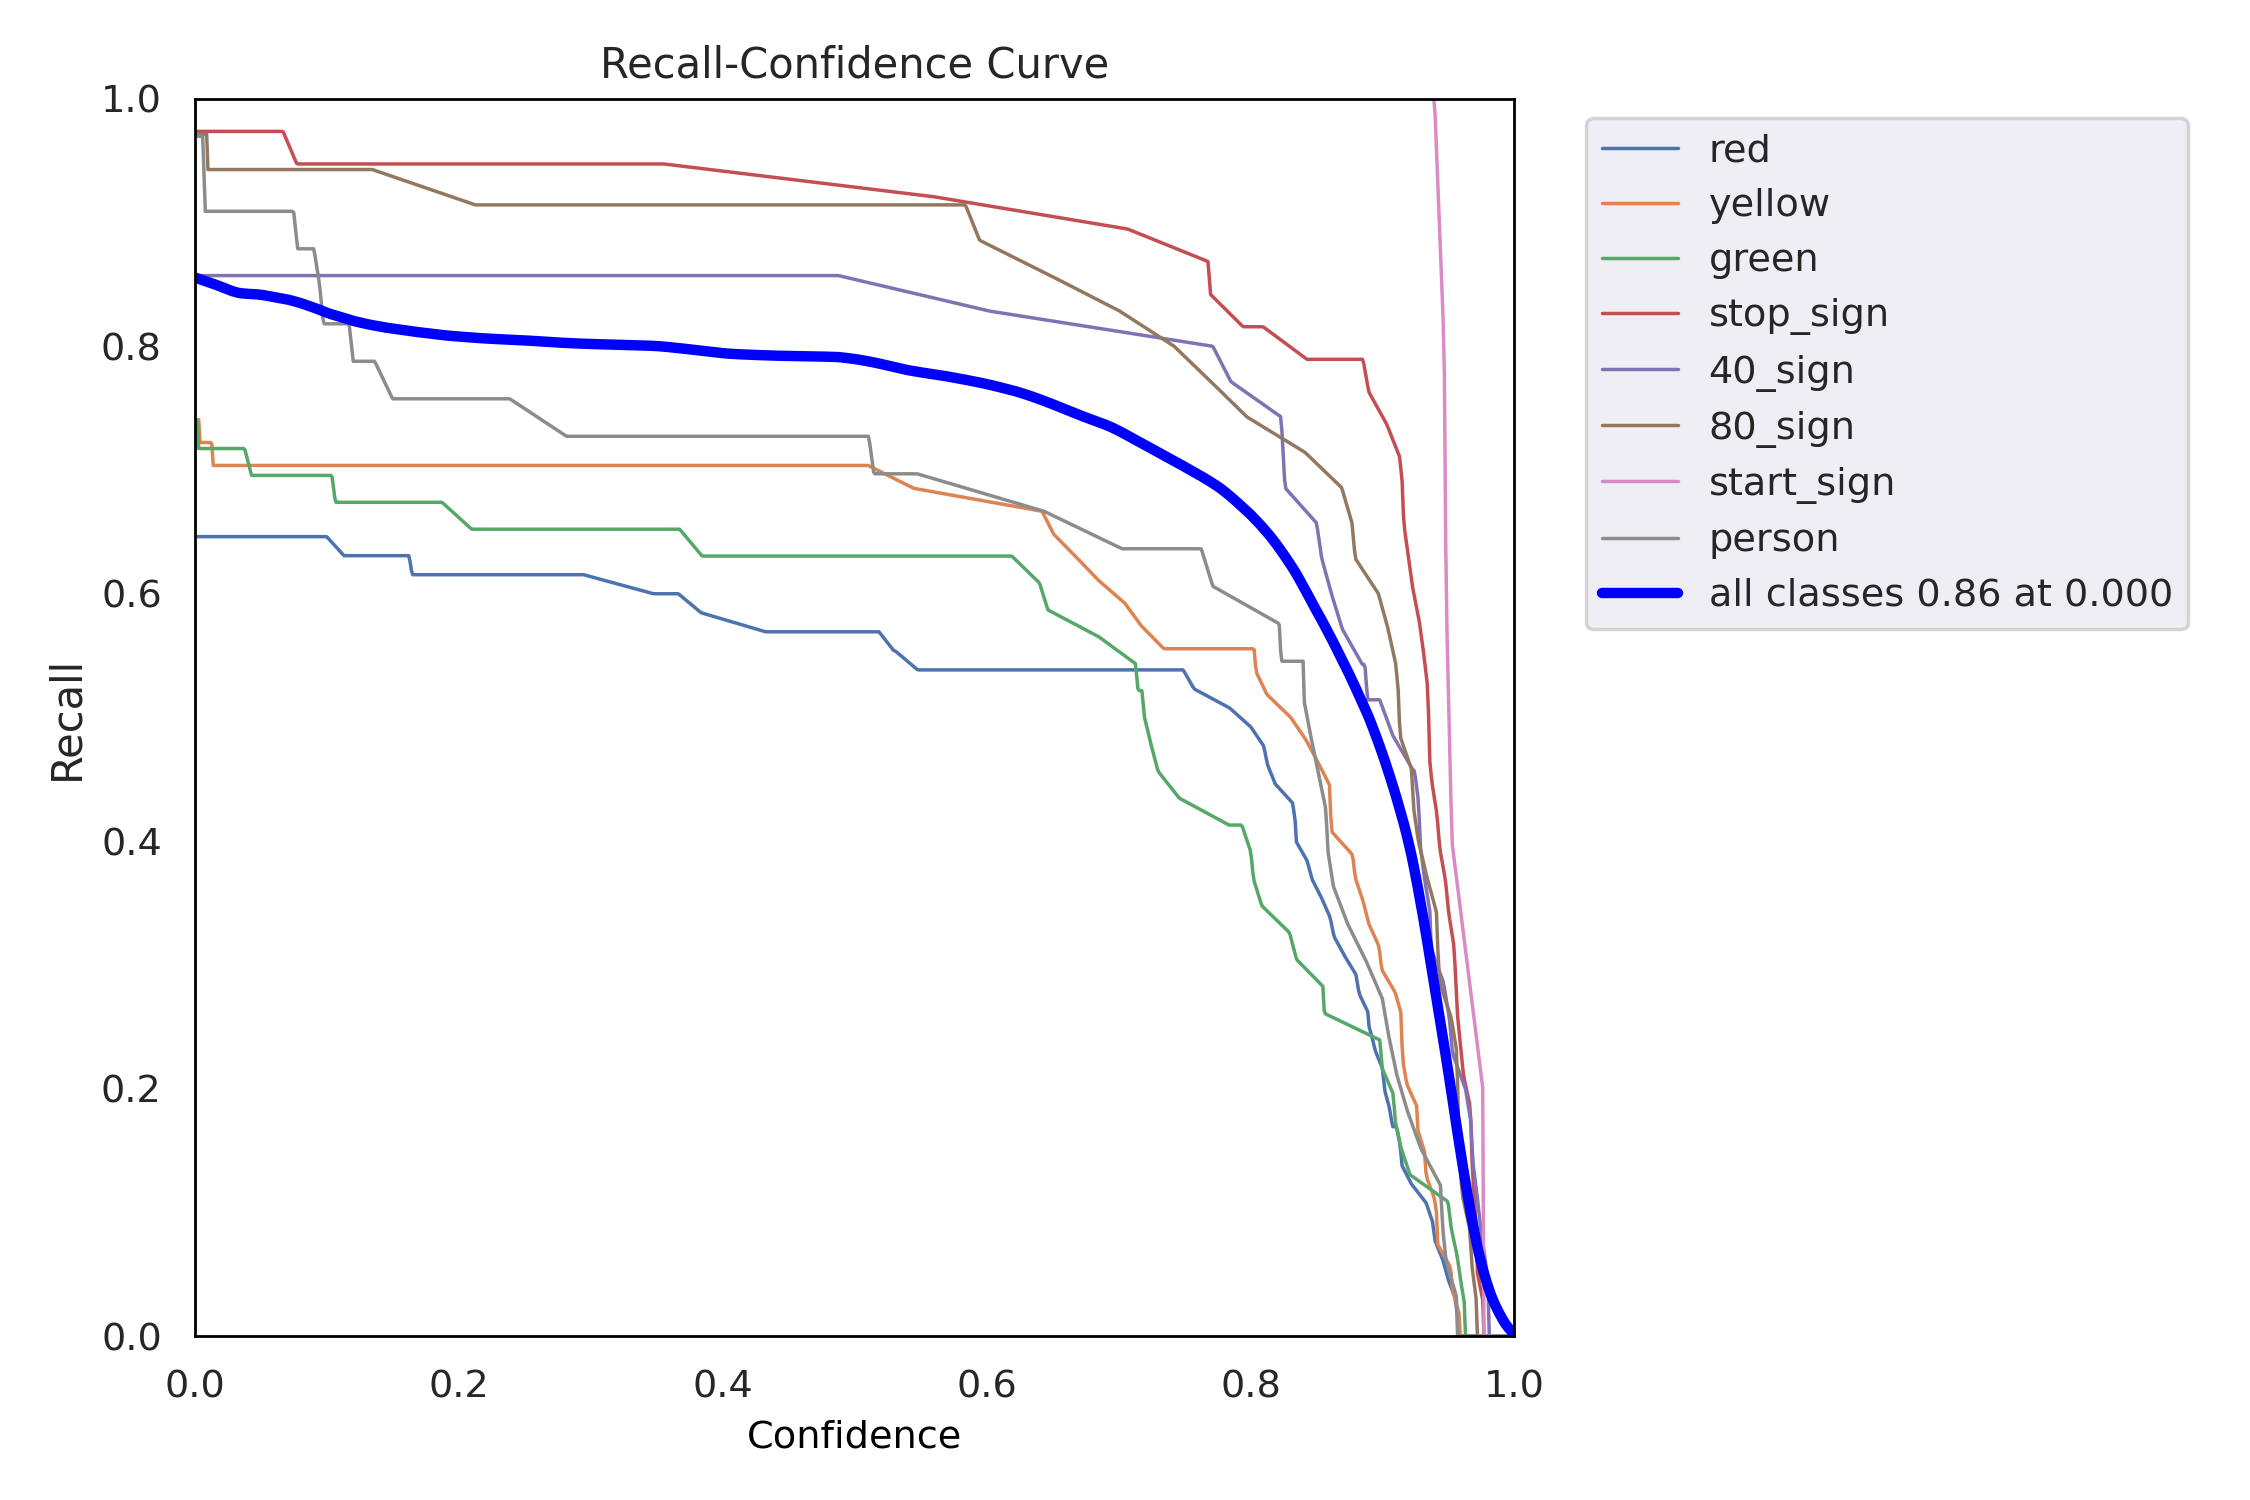 Recall-Confidence Curve
1.0
0.8
0.6
0.4
0.2
0.0
Recall
0.0 0.2 0.4 0.6 0.8 1.0
Confidence
red
yellow
green
stop_sign
40_sign
80_sign
start_sign
person
all classes 0.86 at 0.000